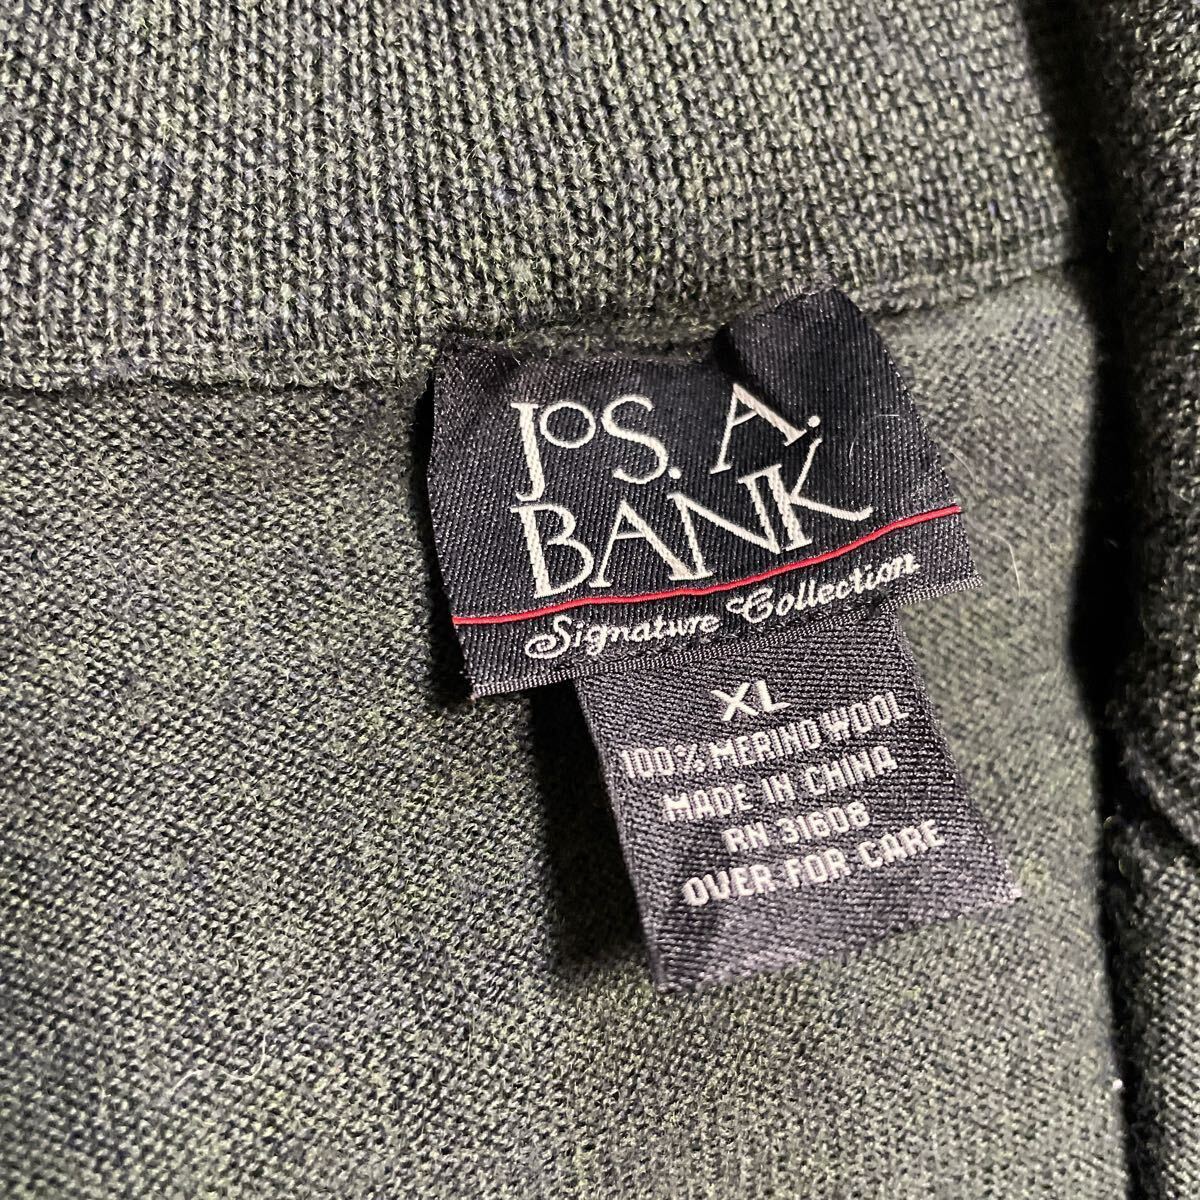 JoS. A.
BANK
Signature Collection
XL
100% MERINO WOOL
MADE IN CHINA
RN 31608
OVER FOR CARE